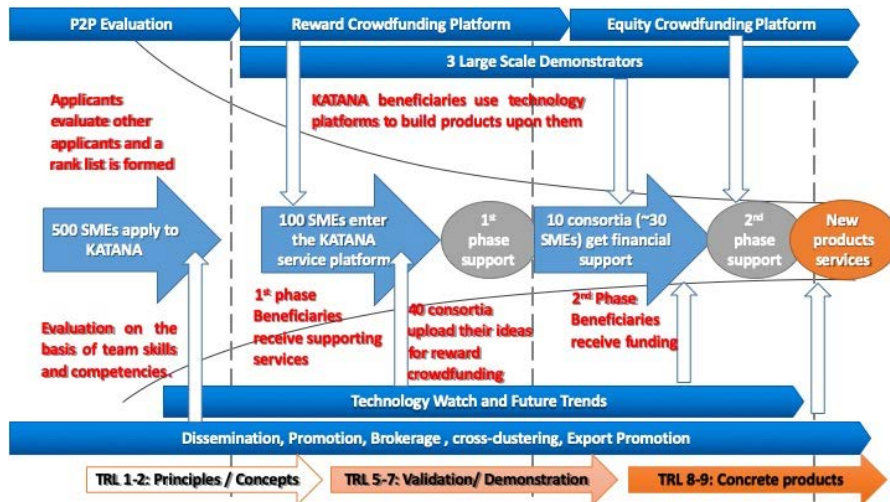 P2P Evaluation
Reward Crowdfunding Platform
Equity Crowdfunding Platform
3 Large Scale Demonstrators
Applicants
evaluate other
applicants and a
rank list is formed
KATANA beneficiaries use technology
platforms to build products upon them
500 SMEs apply to
KATANA
100 SMEs enter
the KATANA
service platform
1st
phase
support
10 consortia (~30
SMEs) get financial
support
2nd
phase
support
New
products
services
Evaluation on the
basis of team skills
and competencies.
1st phase
Beneficiaries
receive supporting
services
40 consortia
upload their ideas
for reward
crowdfunding
2nd Phase
Beneficiaries
receive funding
Technology Watch and Future Trends
Dissemination, Promotion, Brokerage , cross-clustering, Export Promotion
TRL 1-2: Principles / Concepts
TRL 5-7: Validation/ Demonstration
TRL 8-9: Concrete products